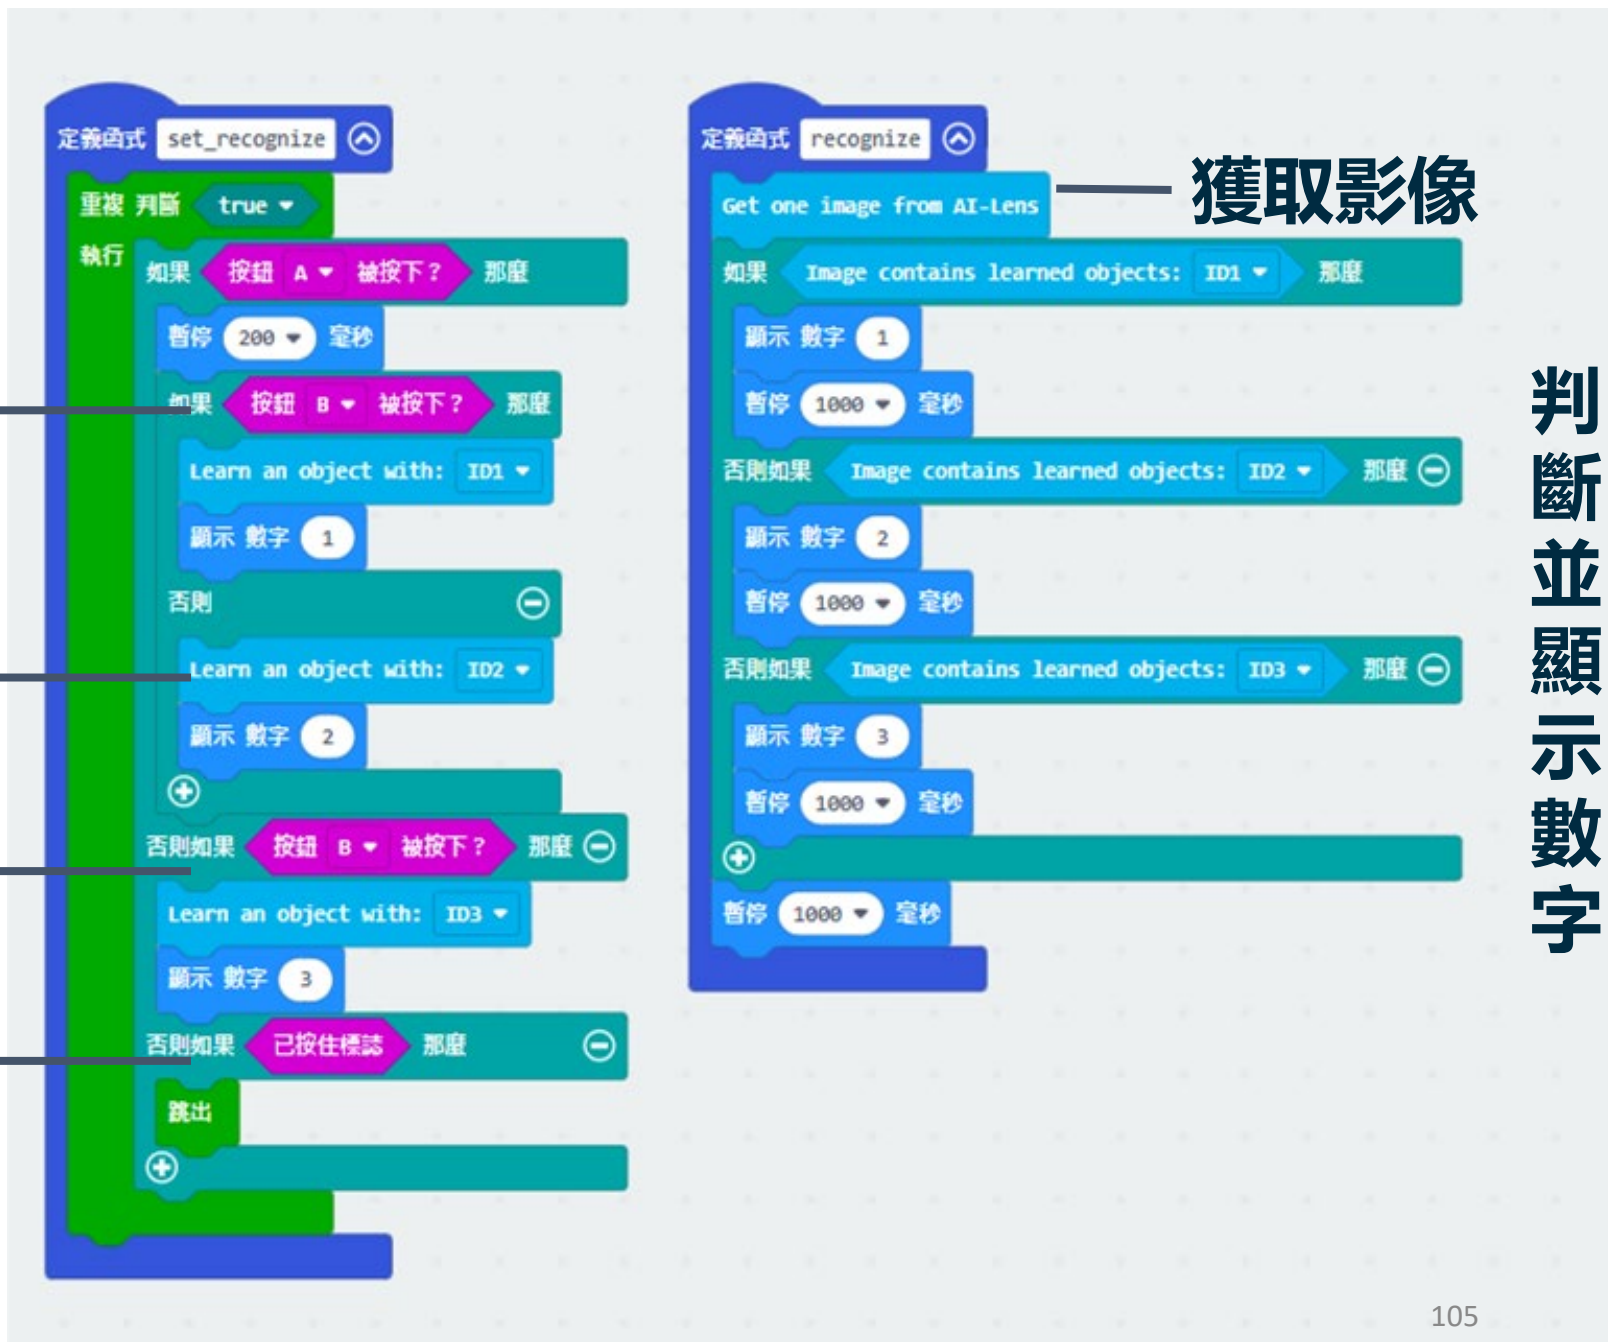 定義函式 set_recognize
重複 判斷 true
執行
如果 按鈕 A 被按下？ 那麼
暫停 200 毫秒
如果 按鈕 B 被按下？ 那麼
Learn an object with: ID1
顯示 數字 1
否則
Learn an object with: ID2
顯示 數字 2
否則如果 按鈕 B 被按下？ 那麼
Learn an object with: ID3
顯示 數字 3
否則如果 已按住標誌 那麼
跳出
定義函式 recognize
Get one image from AI-Lens
如果 Image contains learned objects: ID1 那麼
顯示 數字 1
暫停 1000 毫秒
否則如果 Image contains learned objects: ID2 那麼
顯示 數字 2
暫停 1000 毫秒
否則如果 Image contains learned objects: ID3 那麼
顯示 數字 3
暫停 1000 毫秒
暫停 1000 毫秒
獲取影像
判斷並顯示數字
105